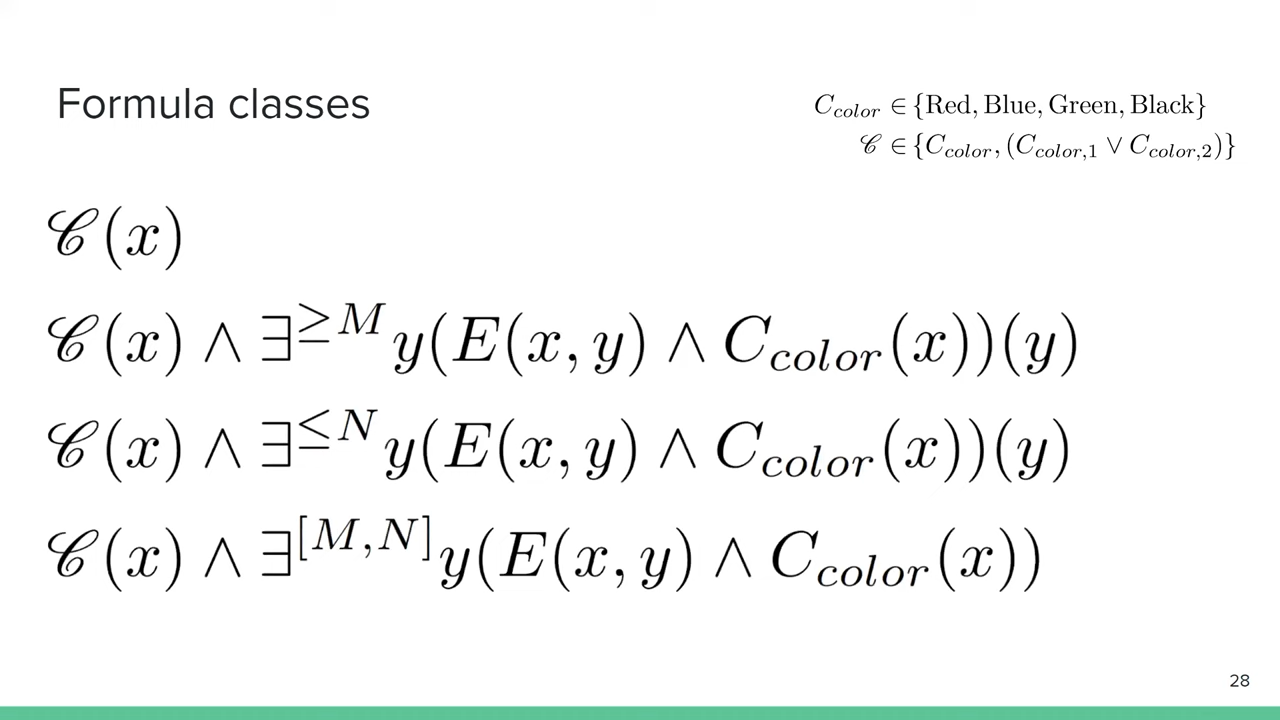 Formula classes
C_color ∈ {Red, Blue, Green, Black}
𝒞 ∈ {C_color, (C_color,1 ∨ C_color,2)}
𝒞(x)
𝒞(x) ∧ ∃^{≥M} y(E(x, y) ∧ C_color(x))(y)
𝒞(x) ∧ ∃^{≤N} y(E(x, y) ∧ C_color(x))(y)
𝒞(x) ∧ ∃^{[M,N]} y(E(x, y) ∧ C_color(x))
28